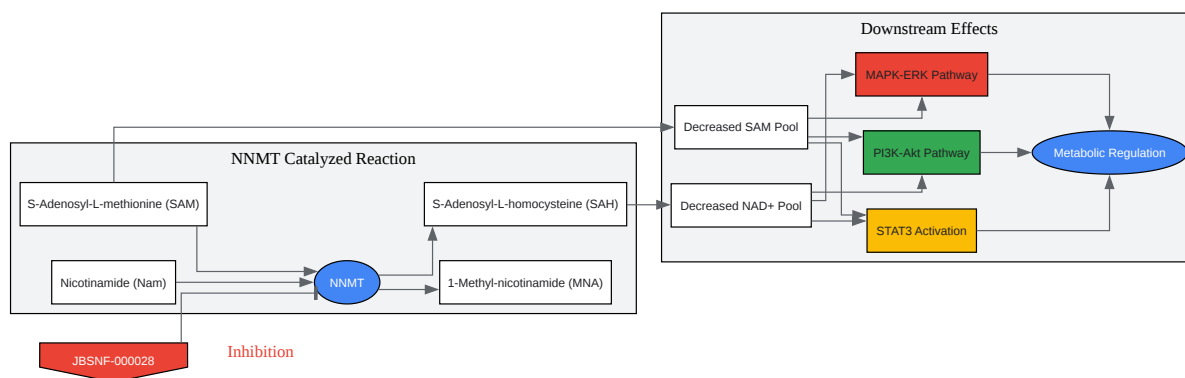 Downstream Effects
MAPK-ERK Pathway
Decreased SAM Pool
PI3K-Akt Pathway
Metabolic Regulation
NNMT Catalyzed Reaction
S-Adenosyl-L-methionine (SAM)
S-Adenosyl-L-homocysteine (SAH)
Decreased NAD+ Pool
STAT3 Activation
Nicotinamide (Nam)
NNMT
1-Methyl-nicotinamide (MNA)
JBSNF-000028
Inhibition